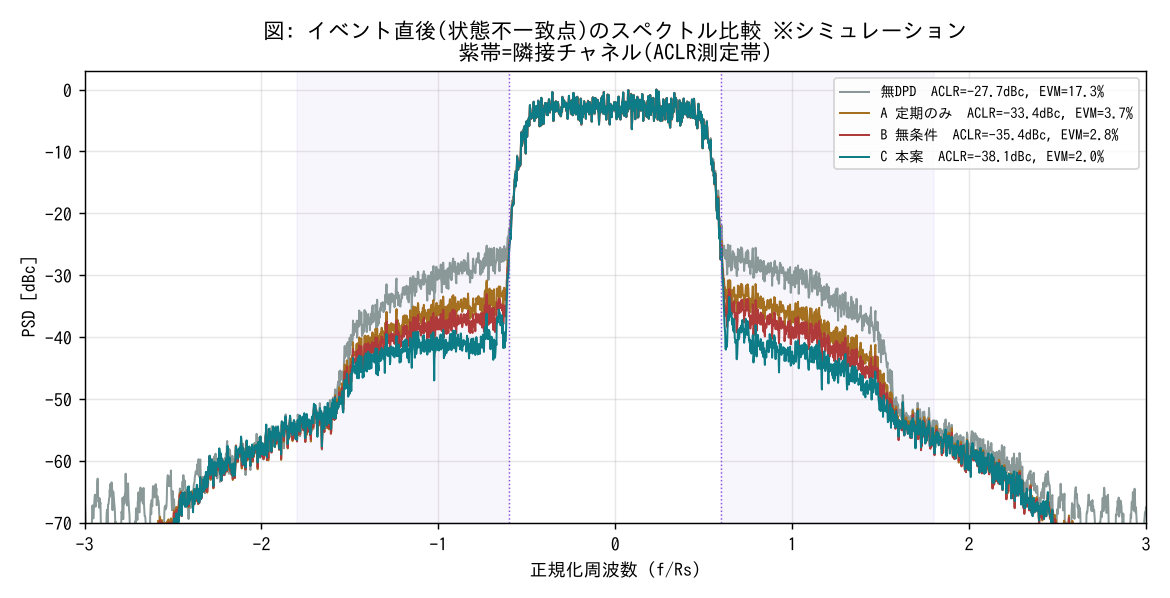 図: イベント直後(状態不一致点)のスペクトル比較 ※シミュレーション
紫帯=隣接チャネル(ACLR測定帯)
無DPD ACLR=-27.7dBc, EVM=17.3%
A 定期のみ ACLR=-33.4dBc, EVM=3.7%
B 無条件 ACLR=-35.4dBc, EVM=2.8%
C 本案 ACLR=-38.1dBc, EVM=2.0%
PSD [dBc]
0
-10
-20
-30
-40
-50
-60
-70
-3 -2 -1 0 1 2 3
正規化周波数 (f/Rs)